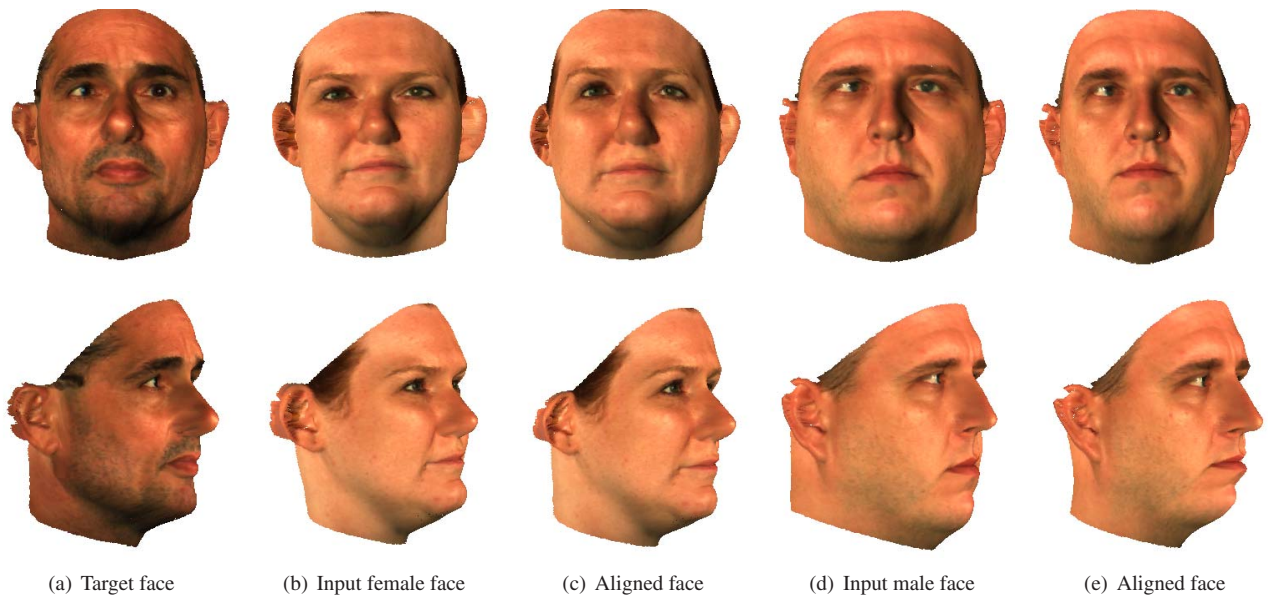 (a) Target face
(b) Input female face
(c) Aligned face
(d) Input male face
(e) Aligned face